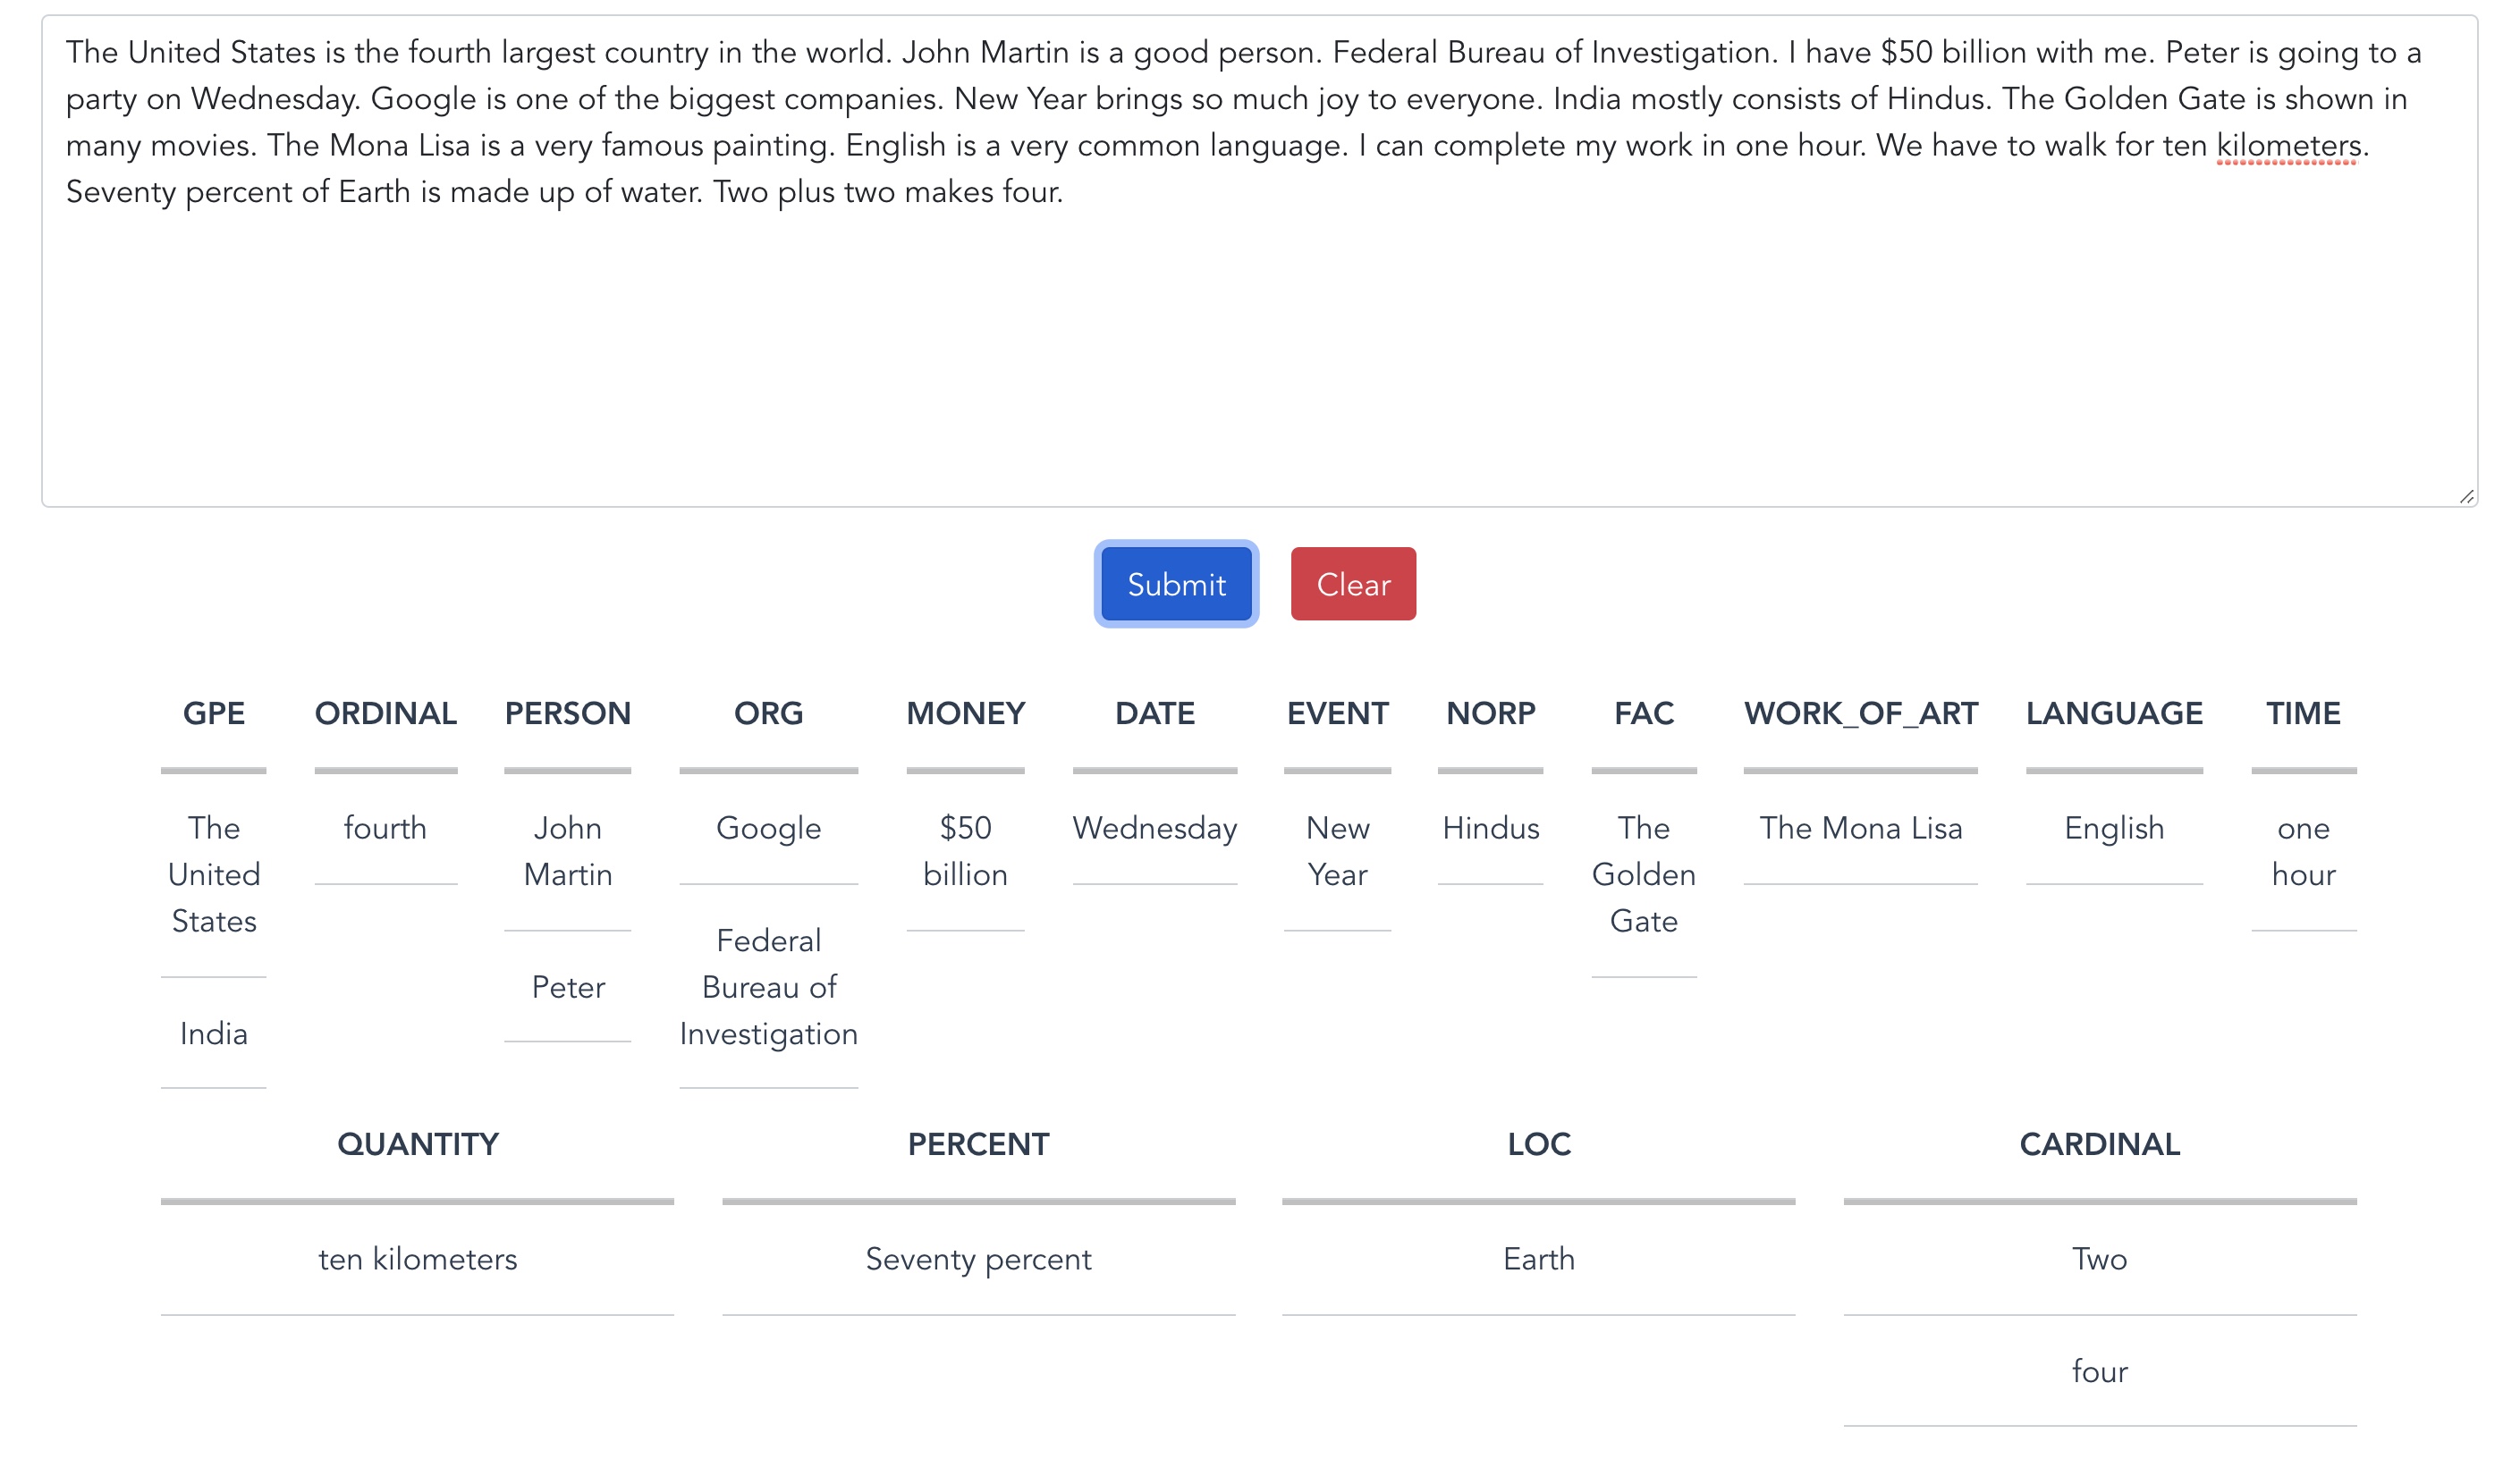 The United States is the fourth largest country in the world. John Martin is a good person. Federal Bureau of Investigation. I have $50 billion with me. Peter is going to a
party on Wednesday. Google is one of the biggest companies. New Year brings so much joy to everyone. India mostly consists of Hindus. The Golden Gate is shown in
many movies. The Mona Lisa is a very famous painting. English is a very common language. I can complete my work in one hour. We have to walk for ten kilometers.
Seventy percent of Earth is made up of water. Two plus two makes four.
Submit
Clear
GPE
The
United
States
India
ORDINAL
fourth
PERSON
John
Martin
Peter
ORG
Google
Federal
Bureau of
Investigation
MONEY
$50
billion
DATE
Wednesday
EVENT
New
Year
NORP
Hindus
FAC
The
Golden
Gate
WORK_OF_ART
The Mona Lisa
LANGUAGE
English
TIME
one
hour
QUANTITY
ten kilometers
PERCENT
Seventy percent
LOC
Earth
CARDINAL
Two
four